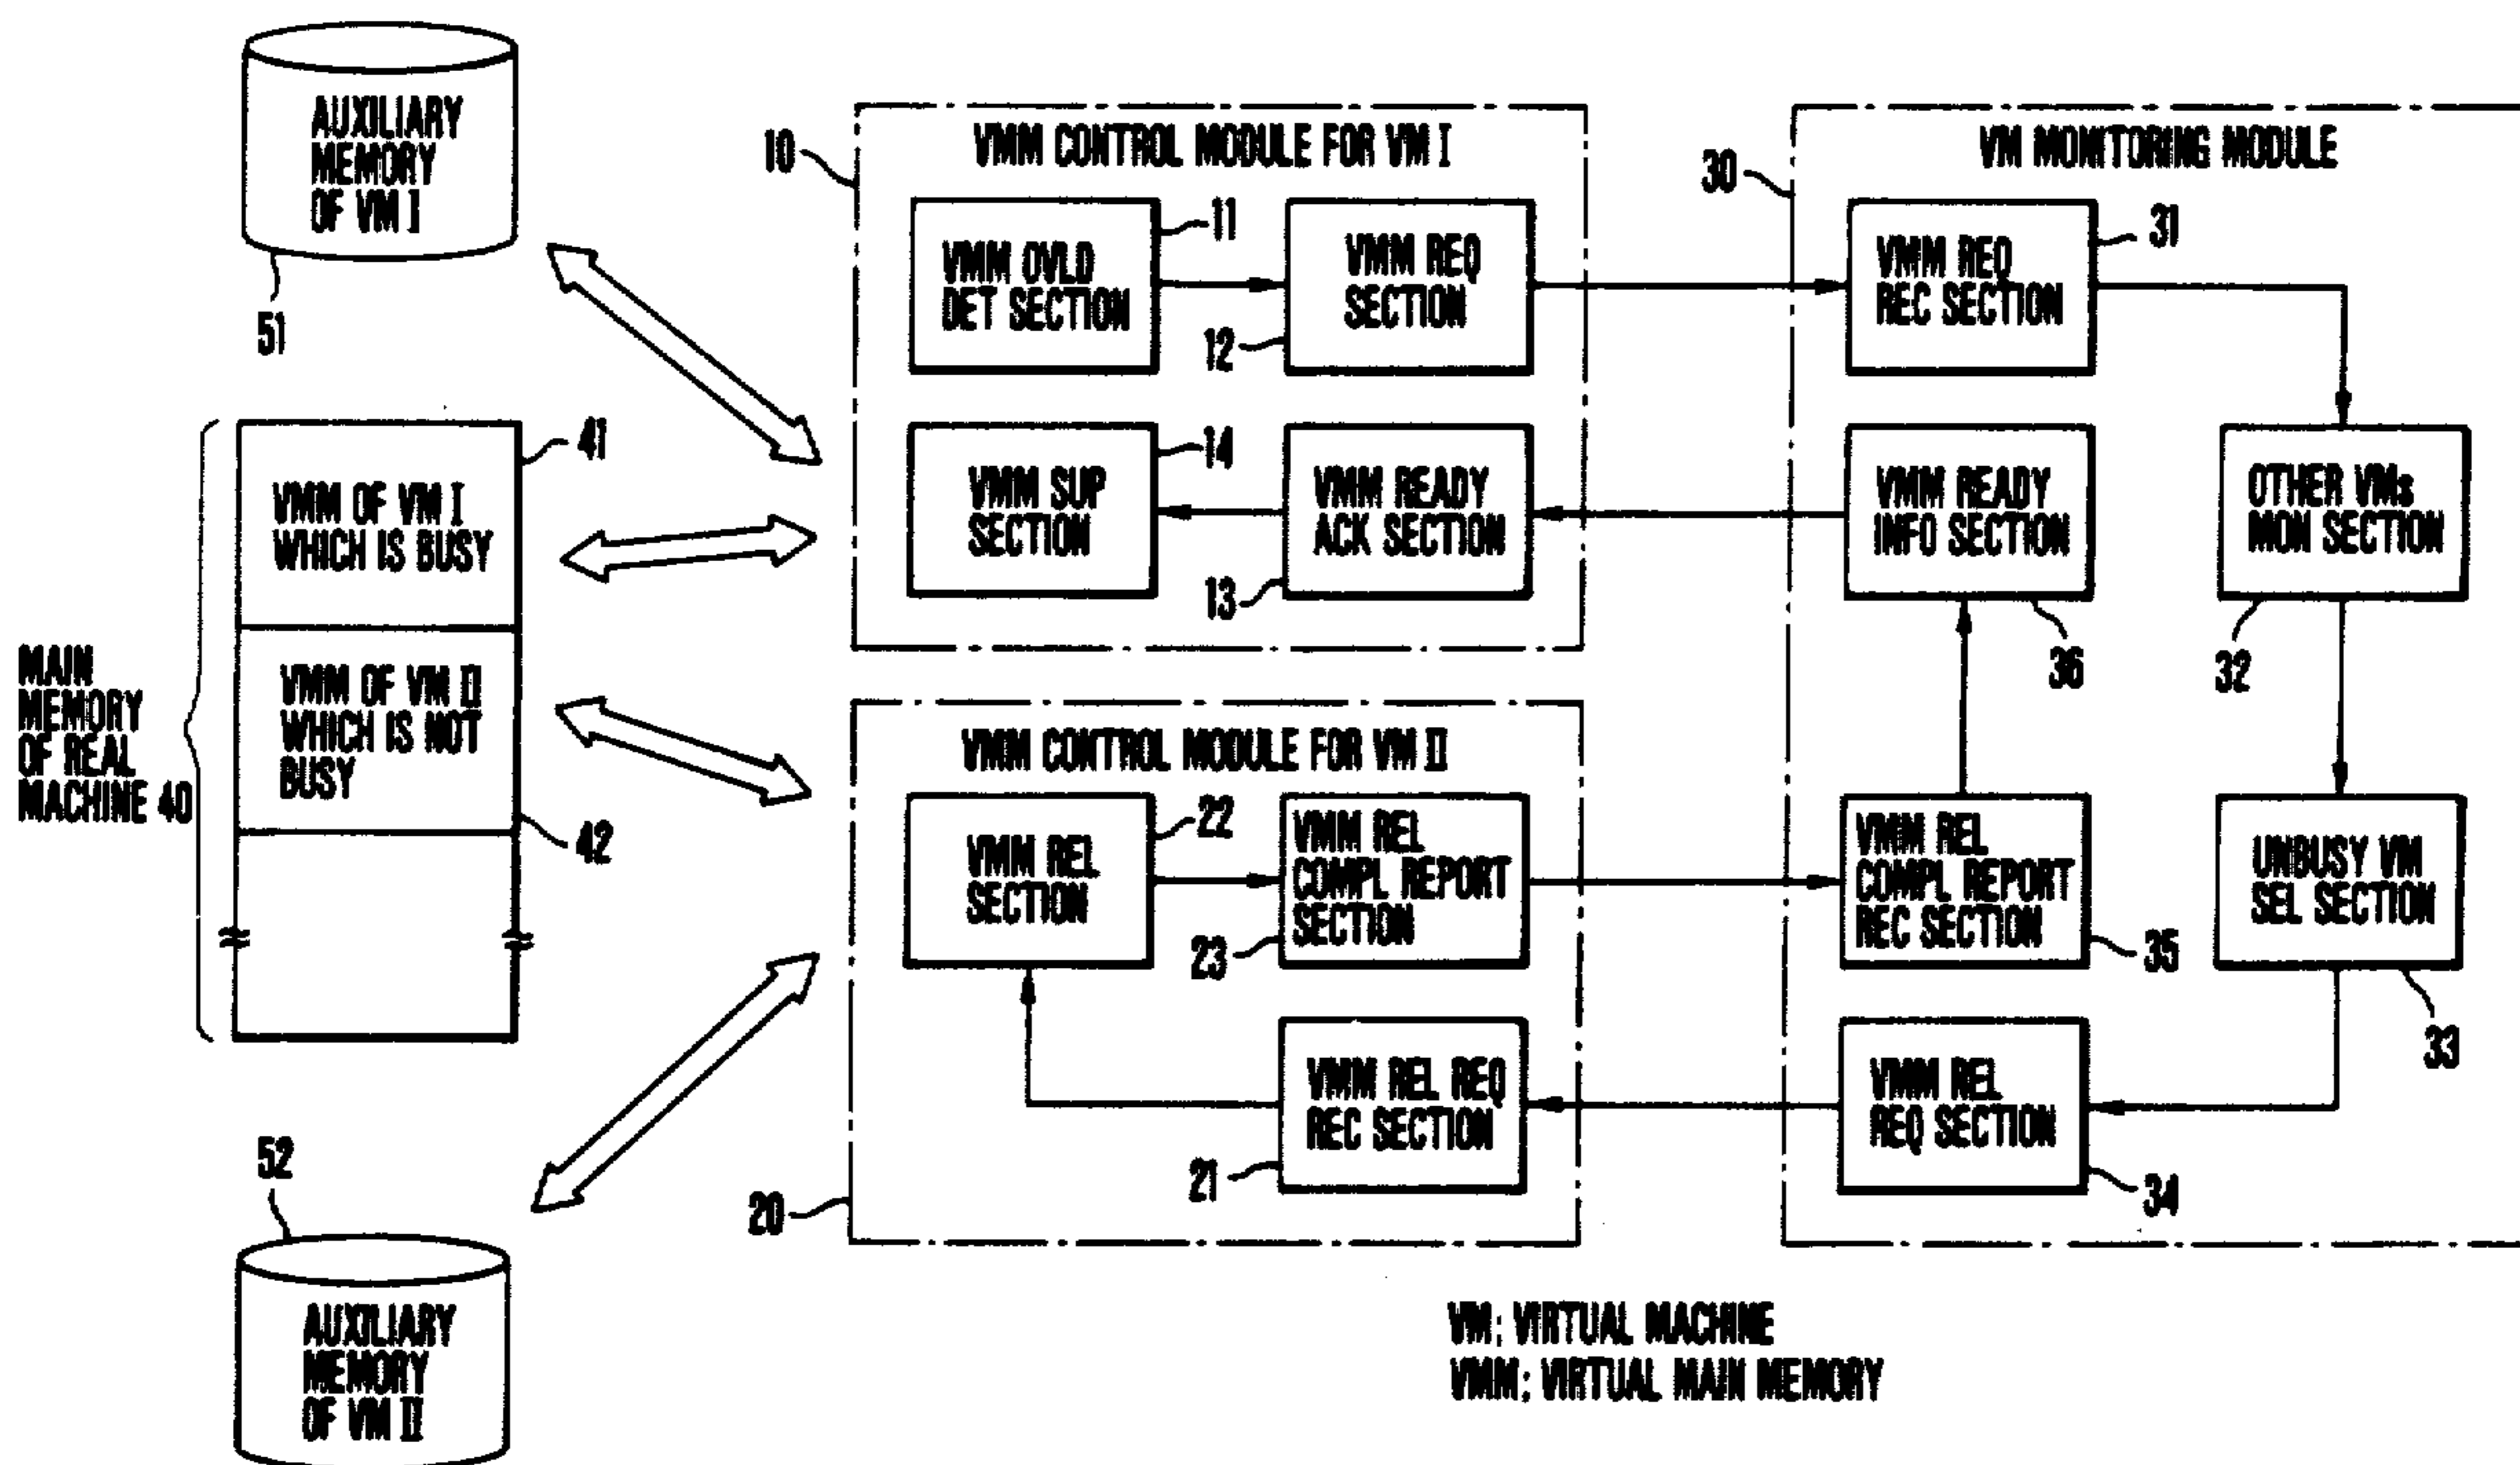 AUXILIARY
MEMORY
OF VM I
51
MAIN
MEMORY
OF REAL
MACHINE 40
41
VMM OF VM I
WHICH IS BUSY
VMM OF VM II
WHICH IS NOT
BUSY
42
52
AUXILIARY
MEMORY
OF VM II
10
VMM CONTROL MODULE FOR VM I
11
VMM OVLD
DET SECTION
VMM REQ
SECTION
12
14
VMM SUP
SECTION
VMM READY
ACK SECTION
13
VMM CONTROL MODULE FOR VM II
22
VMM REL
SECTION
VMM REL
COMPL REPORT
SECTION
23
VMM REL REQ
REC SECTION
21
20
30
VM MONITORING MODULE
31
VMM REQ
REC SECTION
VMM READY
INFO SECTION
36
OTHER VMs
MON SECTION
32
VMM REL
COMPL REPORT
REC SECTION
35
UNBUSY VM
SEL SECTION
33
VMM REL
REQ SECTION
34
VM; VIRTUAL MACHINE
VMM; VIRTUAL MAIN MEMORY